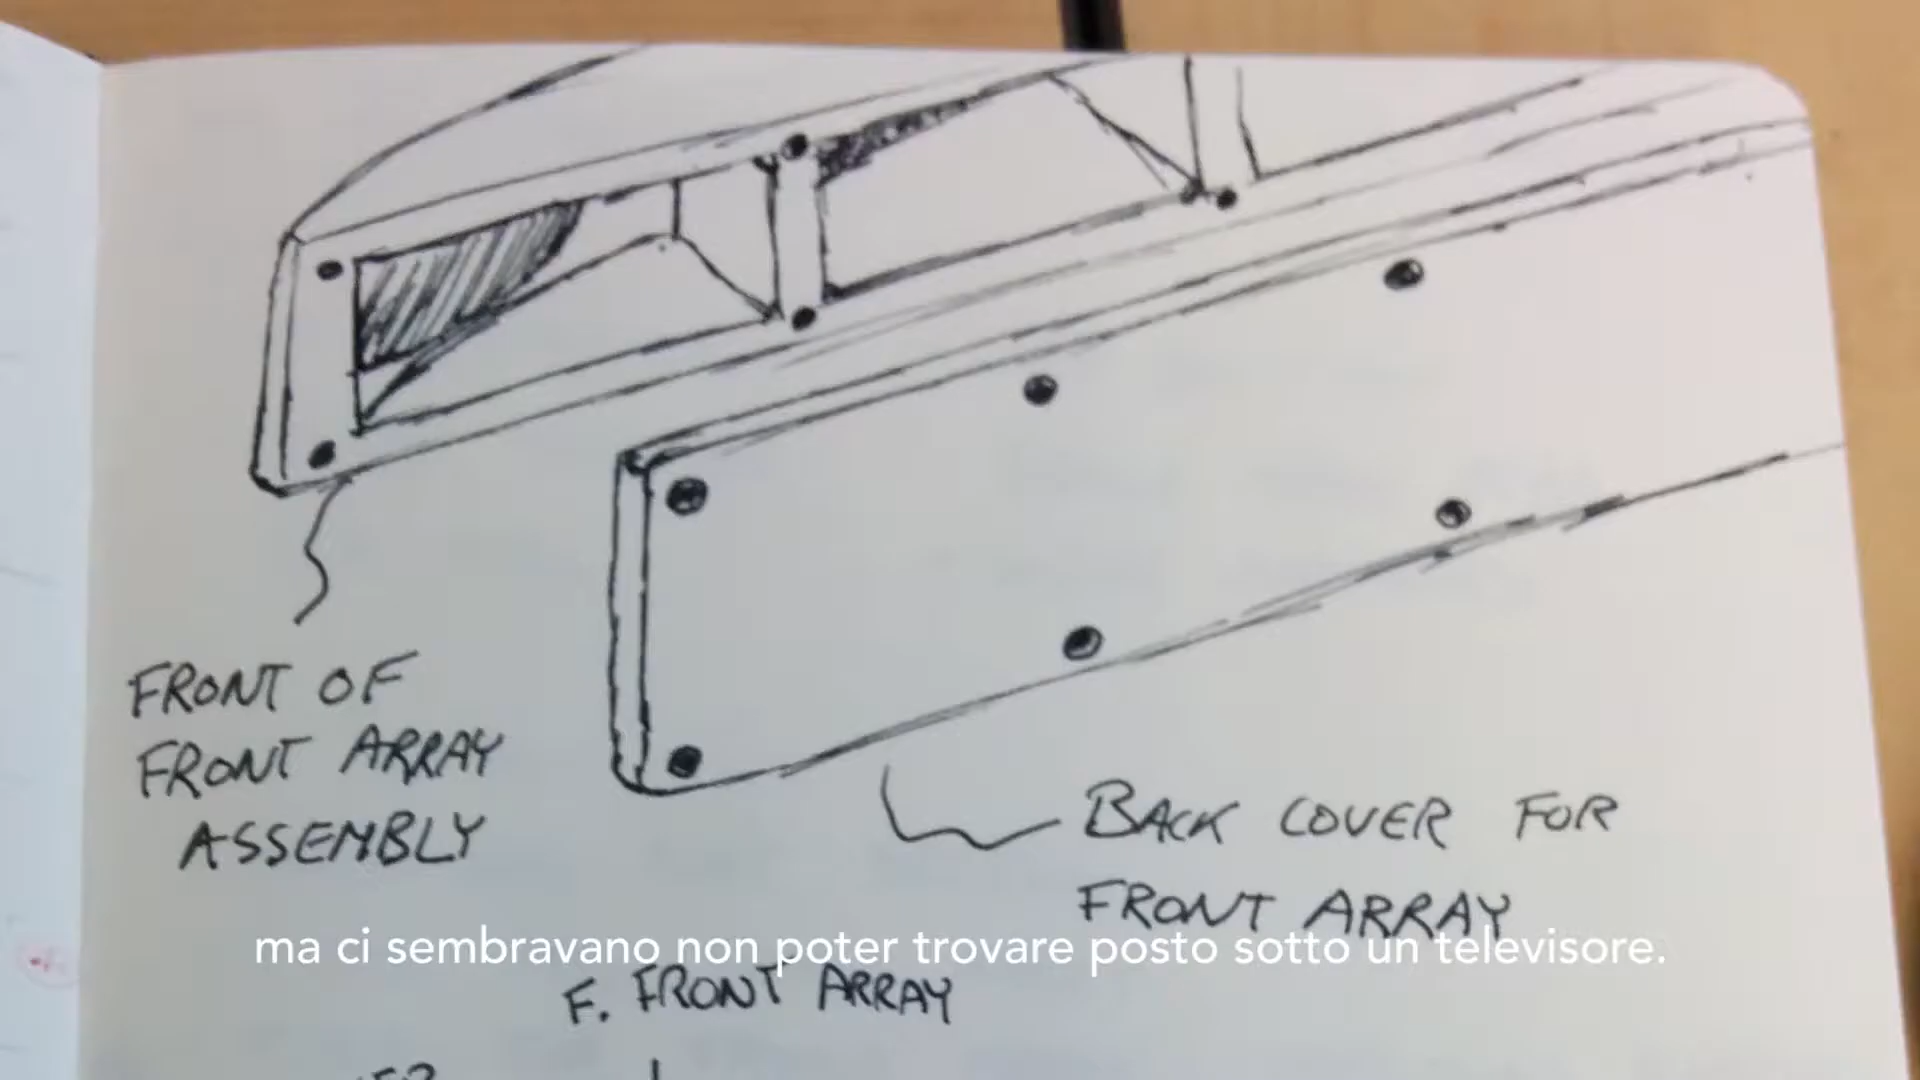 FRONT OF
FRONT ARRAY
ASSEMBLY
BACK COVER FOR
FRONT ARRAY
ma ci sembravano non poter trovare posto sotto un televisore.
F. FRONT ARRAY